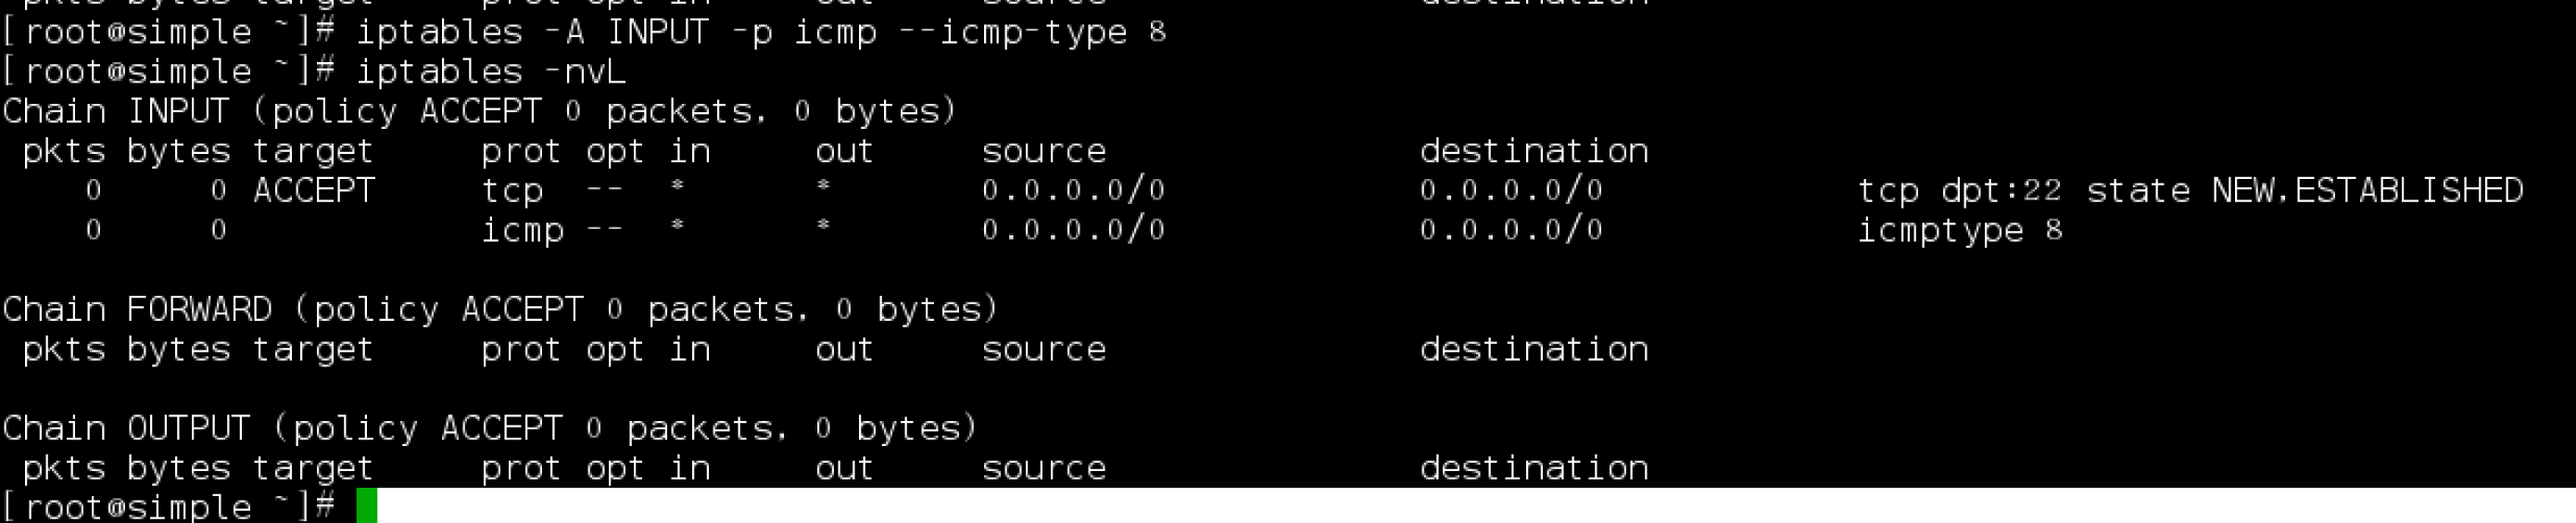 [root@simple ~]# iptables -A INPUT -p icmp --icmp-type 8
[root@simple ~]# iptables -nvL
Chain INPUT (policy ACCEPT 0 packets, 0 bytes)
 pkts bytes target     prot opt in     out     source               destination
    0     0 ACCEPT     tcp  --  *      *       0.0.0.0/0            0.0.0.0/0            tcp dpt:22 state NEW,ESTABLISHED
    0     0            icmp --  *      *       0.0.0.0/0            0.0.0.0/0            icmptype 8
Chain FORWARD (policy ACCEPT 0 packets, 0 bytes)
 pkts bytes target     prot opt in     out     source               destination
Chain OUTPUT (policy ACCEPT 0 packets, 0 bytes)
 pkts bytes target     prot opt in     out     source               destination
[root@simple ~]#